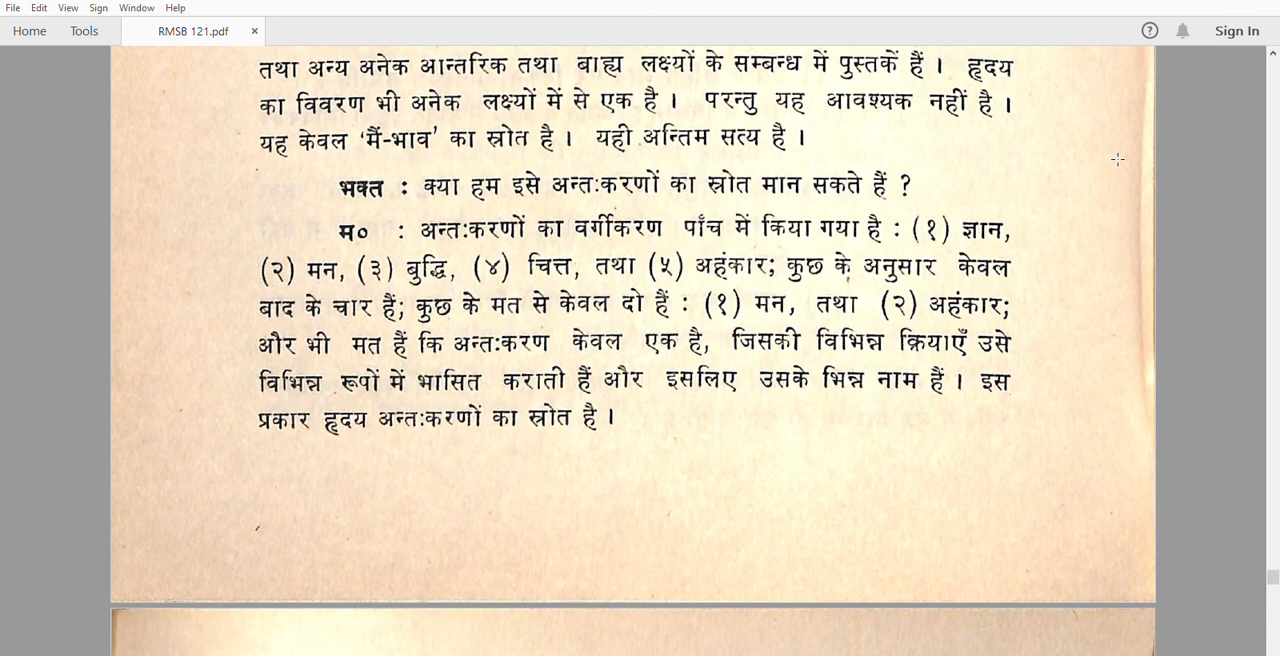 File Edit View Sign Window Help
Home Tools RMSB 121.pdf × ? Sign In
तथा अन्य अनेक आन्तरिक तथा बाह्य लक्ष्यों के सम्बन्ध में पुस्तकें हैं । हृदय
का विवरण भी अनेक लक्ष्यों में से एक है । परन्तु यह आवश्यक नहीं है ।
यह केवल ‘मैं-भाव’ का स्रोत है । यही अन्तिम सत्य है ।
भक्त : क्या हम इसे अन्त:करणों का स्रोत मान सकते हैं ?
म० : अन्त:करणों का वर्गीकरण पाँच में किया गया है : (१) ज्ञान,
(२) मन, (३) बुद्धि, (४) चित्त, तथा (५) अहंकार; कुछ के अनुसार केवल
बाद के चार हैं; कुछ के मत से केवल दो हैं : (१) मन, तथा (२) अहंकार;
और भी मत हैं कि अन्त:करण केवल एक है, जिसकी विभिन्न क्रियाएँ उसे
विभिन्न रूपों में भासित कराती हैं और इसलिए उसके भिन्न नाम हैं । इस
प्रकार हृदय अन्त:करणों का स्रोत है ।